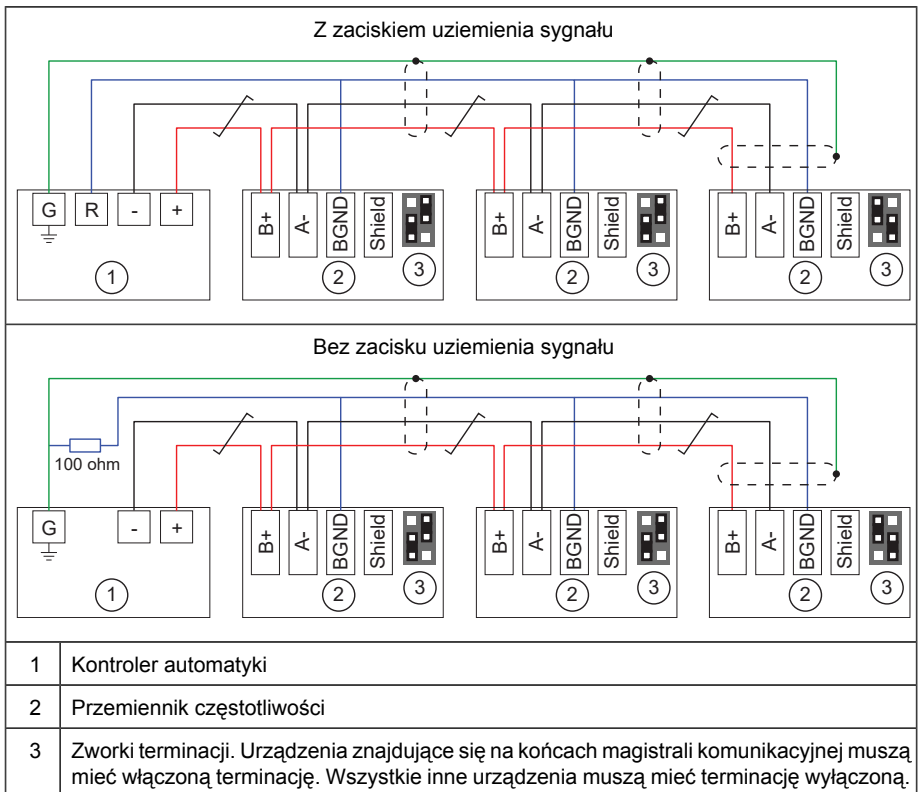 Z zaciskiem uziemienia sygnału
G R - +
B+ A- BGND Shield
B+ A- BGND Shield
B+ A- BGND Shield
1 2 3 2 3 2 3
Bez zacisku uziemienia sygnału
100 ohm
G - +
B+ A- BGND Shield
B+ A- BGND Shield
B+ A- BGND Shield
1 2 3 2 3 2 3
1 Kontroler automatyki
2 Przemiennik częstotliwości
3 Zworki terminacji. Urządzenia znajdujące się na końcach magistrali komunikacyjnej muszą
mieć włączoną terminację. Wszystkie inne urządzenia muszą mieć terminację wyłączoną.